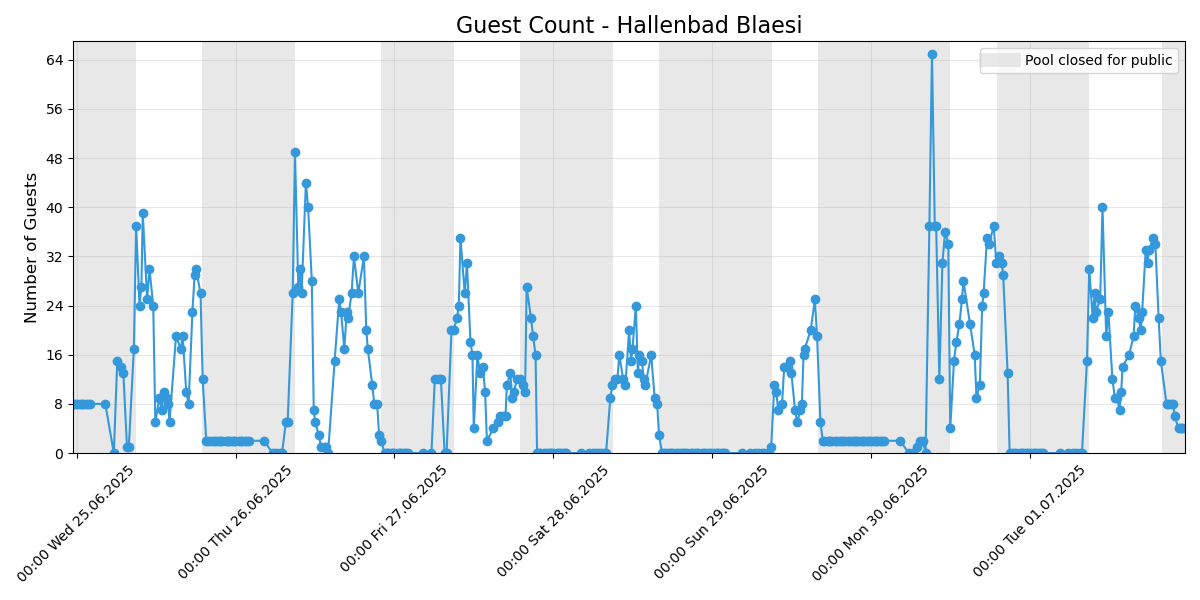 Guest Count - Hallenbad Blaesi
Pool closed for public
Number of Guests
64
56
48
40
32
24
16
8
0
00:00 Wed 25.06.2025
00:00 Thu 26.06.2025
00:00 Fri 27.06.2025
00:00 Sat 28.06.2025
00:00 Sun 29.06.2025
00:00 Mon 30.06.2025
00:00 Tue 01.07.2025